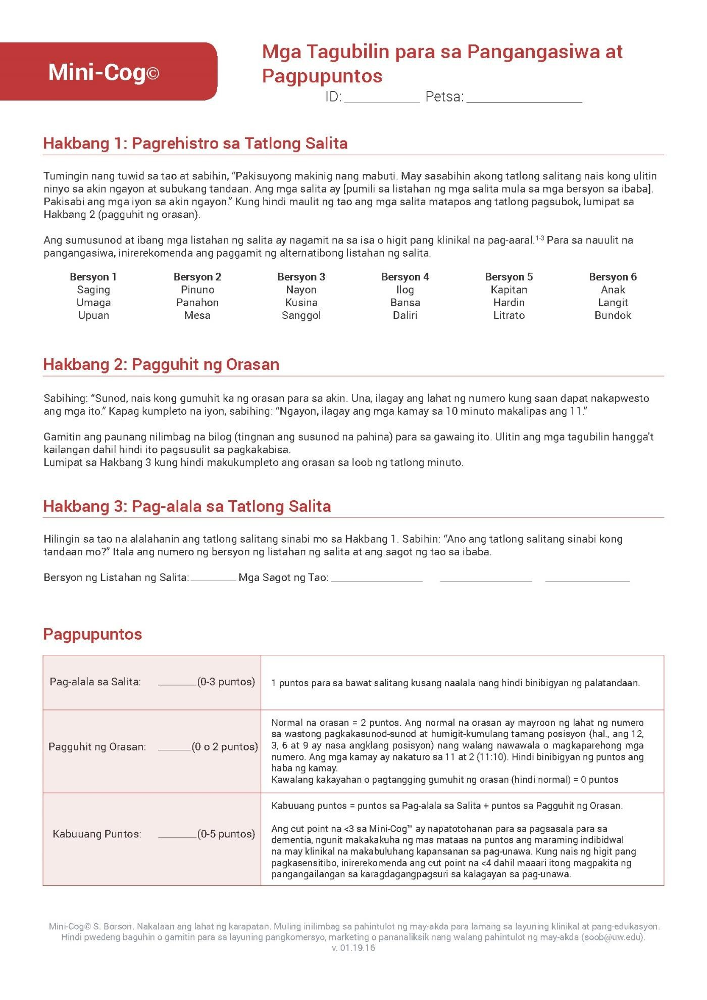 Mini-Cog©
Mga Tagubilin para sa Pangangasiwa at
Pagpupuntos
ID: __________ Petsa: __________
Hakbang 1: Pagrehistro sa Tatlong Salita
Tumingin nang tuwid sa tao at sabihin, “Pakisuyong makinig nang mabuti. May sasabihin akong tatlong salitang nais kong ulitin
ninyo sa akin ngayon at subukang tandaan. Ang mga salita ay [pumili sa listahan ng mga salita mula sa mga bersyon sa ibaba].
Pakisabi ang mga iyon sa akin ngayon.” Kung hindi maulit ng tao ang mga salita matapos ang tatlong pagsubok, lumipat sa
Hakbang 2 (pagguhit ng orasan).
Ang sumusunod at ibang mga listahan ng salita ay nagamit na sa isa o higit pang klinikal na pag-aaral.1-3 Para sa nauulit na
pangangasiwa, inirerekomenda ang paggamit ng alternatibong listahan ng salita.
Bersyon 1 Bersyon 2 Bersyon 3 Bersyon 4 Bersyon 5 Bersyon 6
Saging Pinuno Nayon Ilog Kapitan Anak
Umaga Panahon Kusina Bansa Hardin Langit
Upuan Mesa Sanggol Daliri Litrato Bundok
Hakbang 2: Pagguhit ng Orasan
Sabihing: “Sunod, nais kong gumuhit ka ng orasan para sa akin. Una, ilagay ang lahat ng numero kung saan dapat nakapwesto
ang mga ito.” Kapag kumpleto na iyon, sabihing: “Ngayon, ilagay ang mga kamay sa 10 minuto makalipas ang 11.”
Gamitin ang paunang nilimbag na bilog (tingnan ang susunod na pahina) para sa gawaing ito. Ulitin ang mga tagubilin hangga't
kailangan dahil hindi ito pagsusulit sa pagkakabisa.
Lumipat sa Hakbang 3 kung hindi makukumpleto ang orasan sa loob ng tatlong minuto.
Hakbang 3: Pag-alala sa Tatlong Salita
Hilingin sa tao na alalahanin ang tatlong salitang sinabi mo sa Hakbang 1. Sabihin: “Ano ang tatlong salitang sinabi kong
tandaan mo?” Itala ang numero ng bersyon ng listahan ng salita at ang sagot ng tao sa ibaba.
Bersyon ng Listahan ng Salita: ________ Mga Sagot ng Tao: __________ __________ __________
Pagpupuntos
Pag-alala sa Salita: ______ (0-3 puntos)
1 puntos para sa bawat salitang kusang naalala nang hindi binibigyan ng palatandaan.
Pagguhit ng Orasan: ______ (0 o 2 puntos)
Normal na orasan = 2 puntos. Ang normal na orasan ay mayroon ng lahat ng numero
sa wastong pagkakasunod-sunod at humigit-kumulang tamang posisyon (hal., ang 12,
3, 6 at 9 ay nasa angklang posisyon) nang walang nawawala o magkaparehong mga
numero. Ang mga kamay ay nakaturo sa 11 at 2 (11:10). Hindi binibigyan ng puntos ang
haba ng kamay.
Kawalang kakayahan o pagtangging gumuhit ng orasan (hindi normal) = 0 puntos
Kabuuang Puntos: ______ (0-5 puntos)
Kabuuang puntos = puntos sa Pag-alala sa Salita + puntos sa Pagguhit ng Orasan.
Ang cut point na <3 sa Mini-Cog™ ay napatotohanan para sa pagsasala para sa
dementia, ngunit makakakuha ng mas mataas na puntos ang maraming indibidwal
na may klinikal na makabuluhang kapansanan sa pag-unawa. Kung nais ng higit pang
pagkasensitibo, inirerekomenda ang cut point na <4 dahil maaari itong magpakita ng
pangangailangan sa karagdagangpagsuri sa kalagayan sa pag-unawa.
Mini-Cog© S. Borson. Nakalaan ang lahat ng karapatan. Muling inilimbag sa pahintulot ng may-akda para lamang sa layuning klinikal at pang-edukasyon.
Hindi pwedeng baguhin o gamitin para sa layuning pangkomersyo, marketing o pananaliksik nang walang pahintulot ng may-akda (soob@uw.edu).
v. 01.19.16